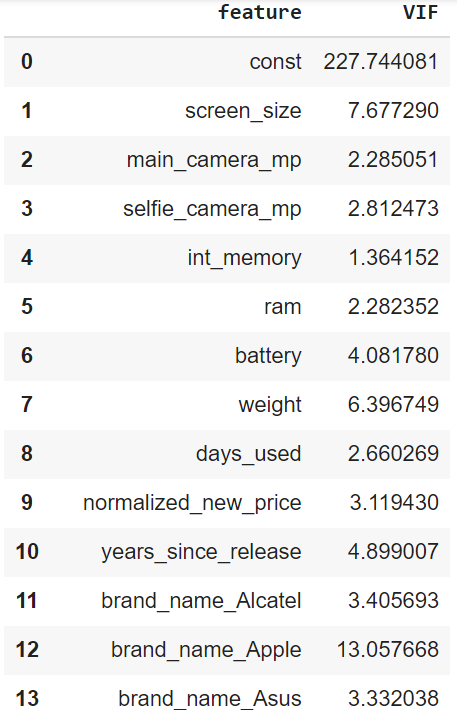 feature VIF
0 const 227.744081
1 screen_size 7.677290
2 main_camera_mp 2.285051
3 selfie_camera_mp 2.812473
4 int_memory 1.364152
5 ram 2.282352
6 battery 4.081780
7 weight 6.396749
8 days_used 2.660269
9 normalized_new_price 3.119430
10 years_since_release 4.899007
11 brand_name_Alcatel 3.405693
12 brand_name_Apple 13.057668
13 brand_name_Asus 3.332038